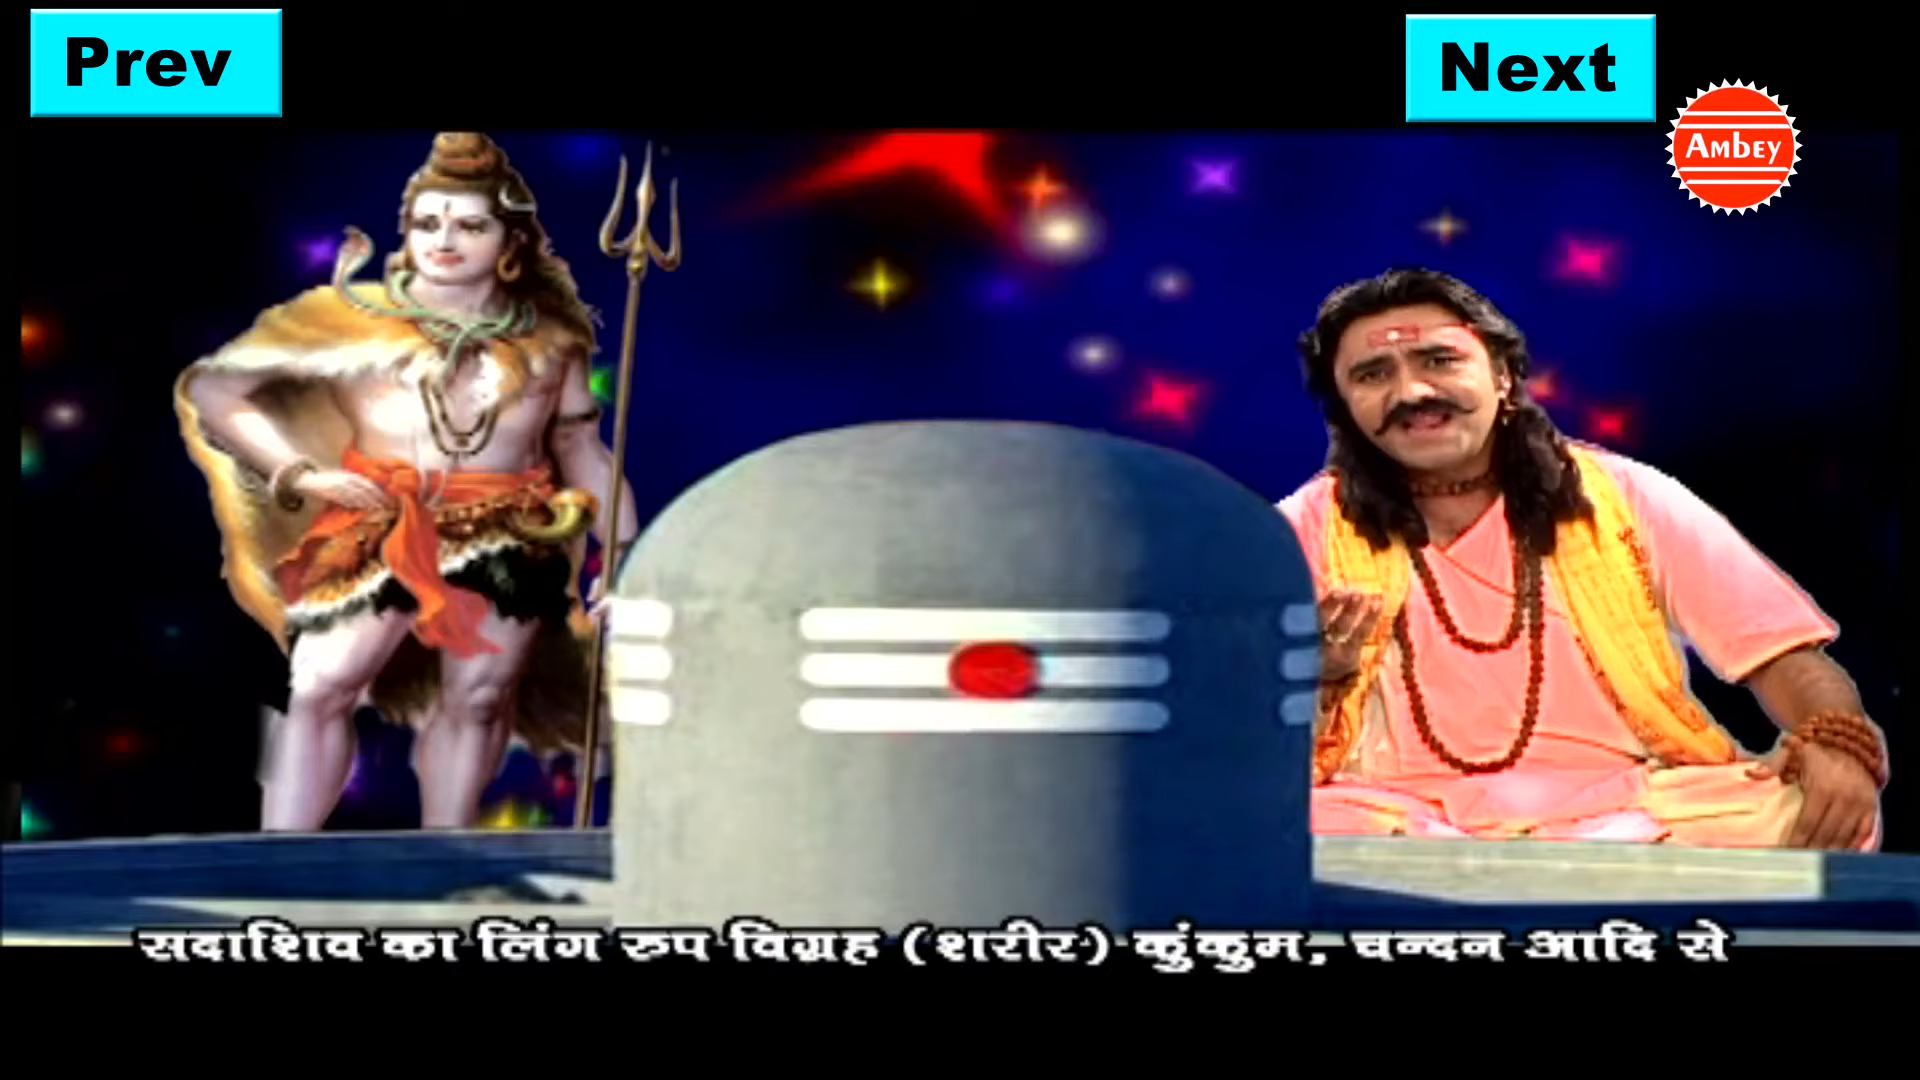 Prev
Next
AMBEY
सदाशिव का लिंग रुप विग्रह (शरीर) कुंकुम, चन्दन आदि से